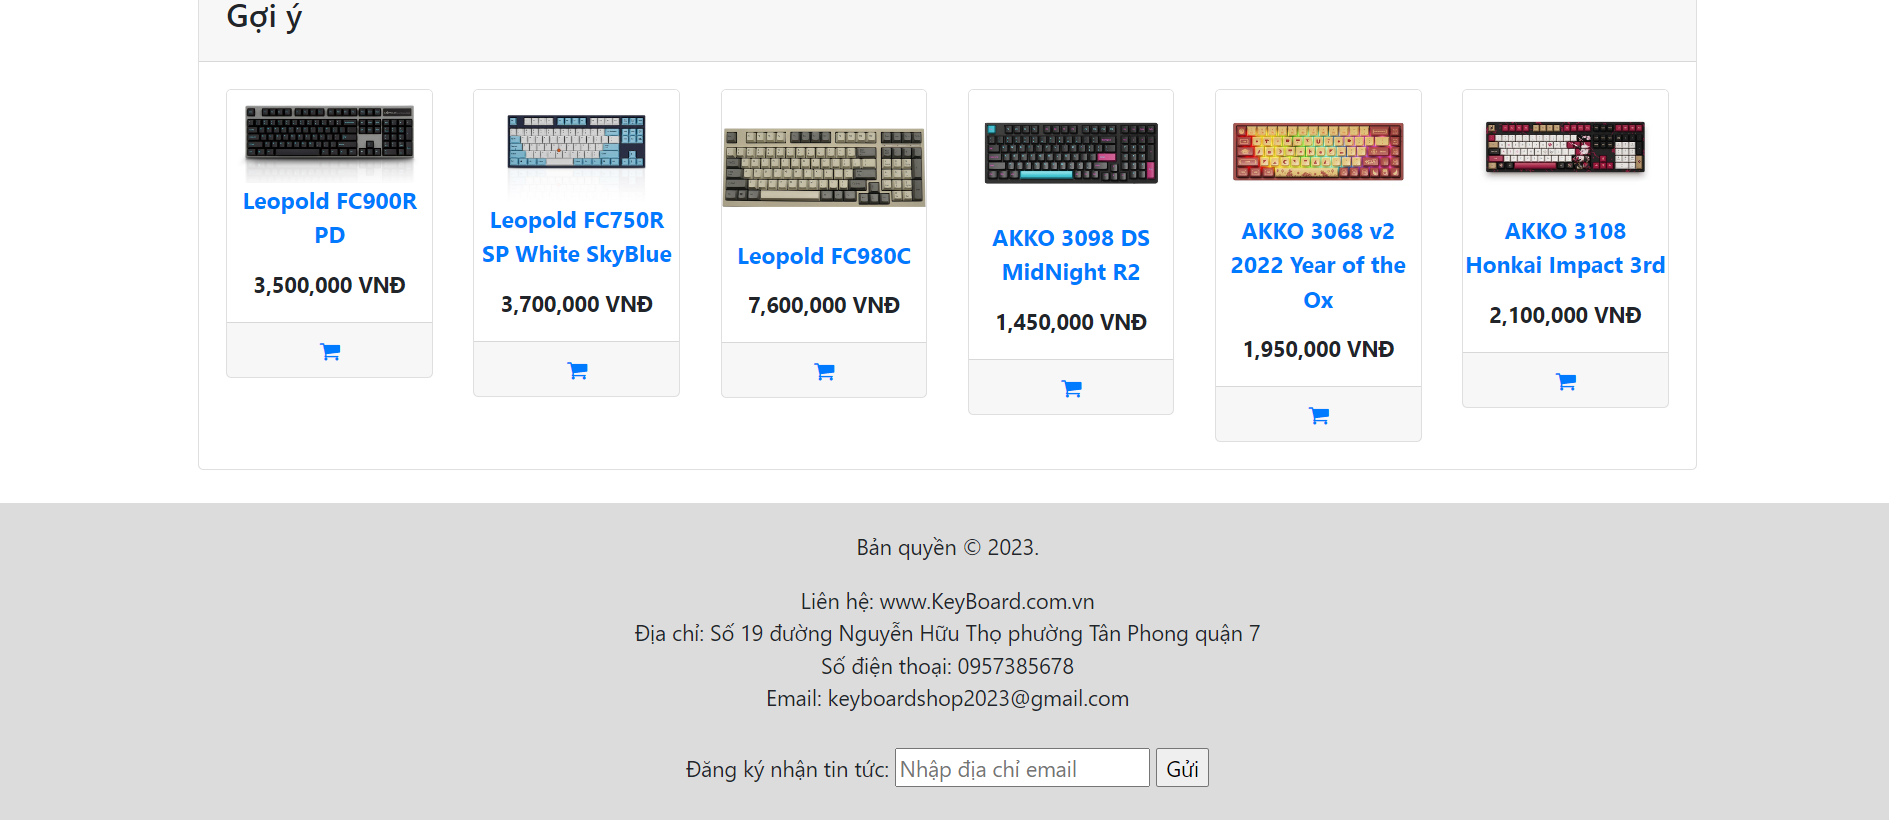 Gợi ý
Leopold FC900R
PD
3,500,000 VNĐ
Leopold FC750R
SP White SkyBlue
3,700,000 VNĐ
Leopold FC980C
7,600,000 VNĐ
AKKO 3098 DS
MidNight R2
1,450,000 VNĐ
AKKO 3068 v2
2022 Year of the
Ox
1,950,000 VNĐ
AKKO 3108
Honkai Impact 3rd
2,100,000 VNĐ
Bản quyền © 2023.
Liên hệ: www.KeyBoard.com.vn
Địa chỉ: Số 19 đường Nguyễn Hữu Thọ phường Tân Phong quận 7
Số điện thoại: 0957385678
Email: keyboardshop2023@gmail.com
Đăng ký nhận tin tức: Nhập địa chỉ email Gửi